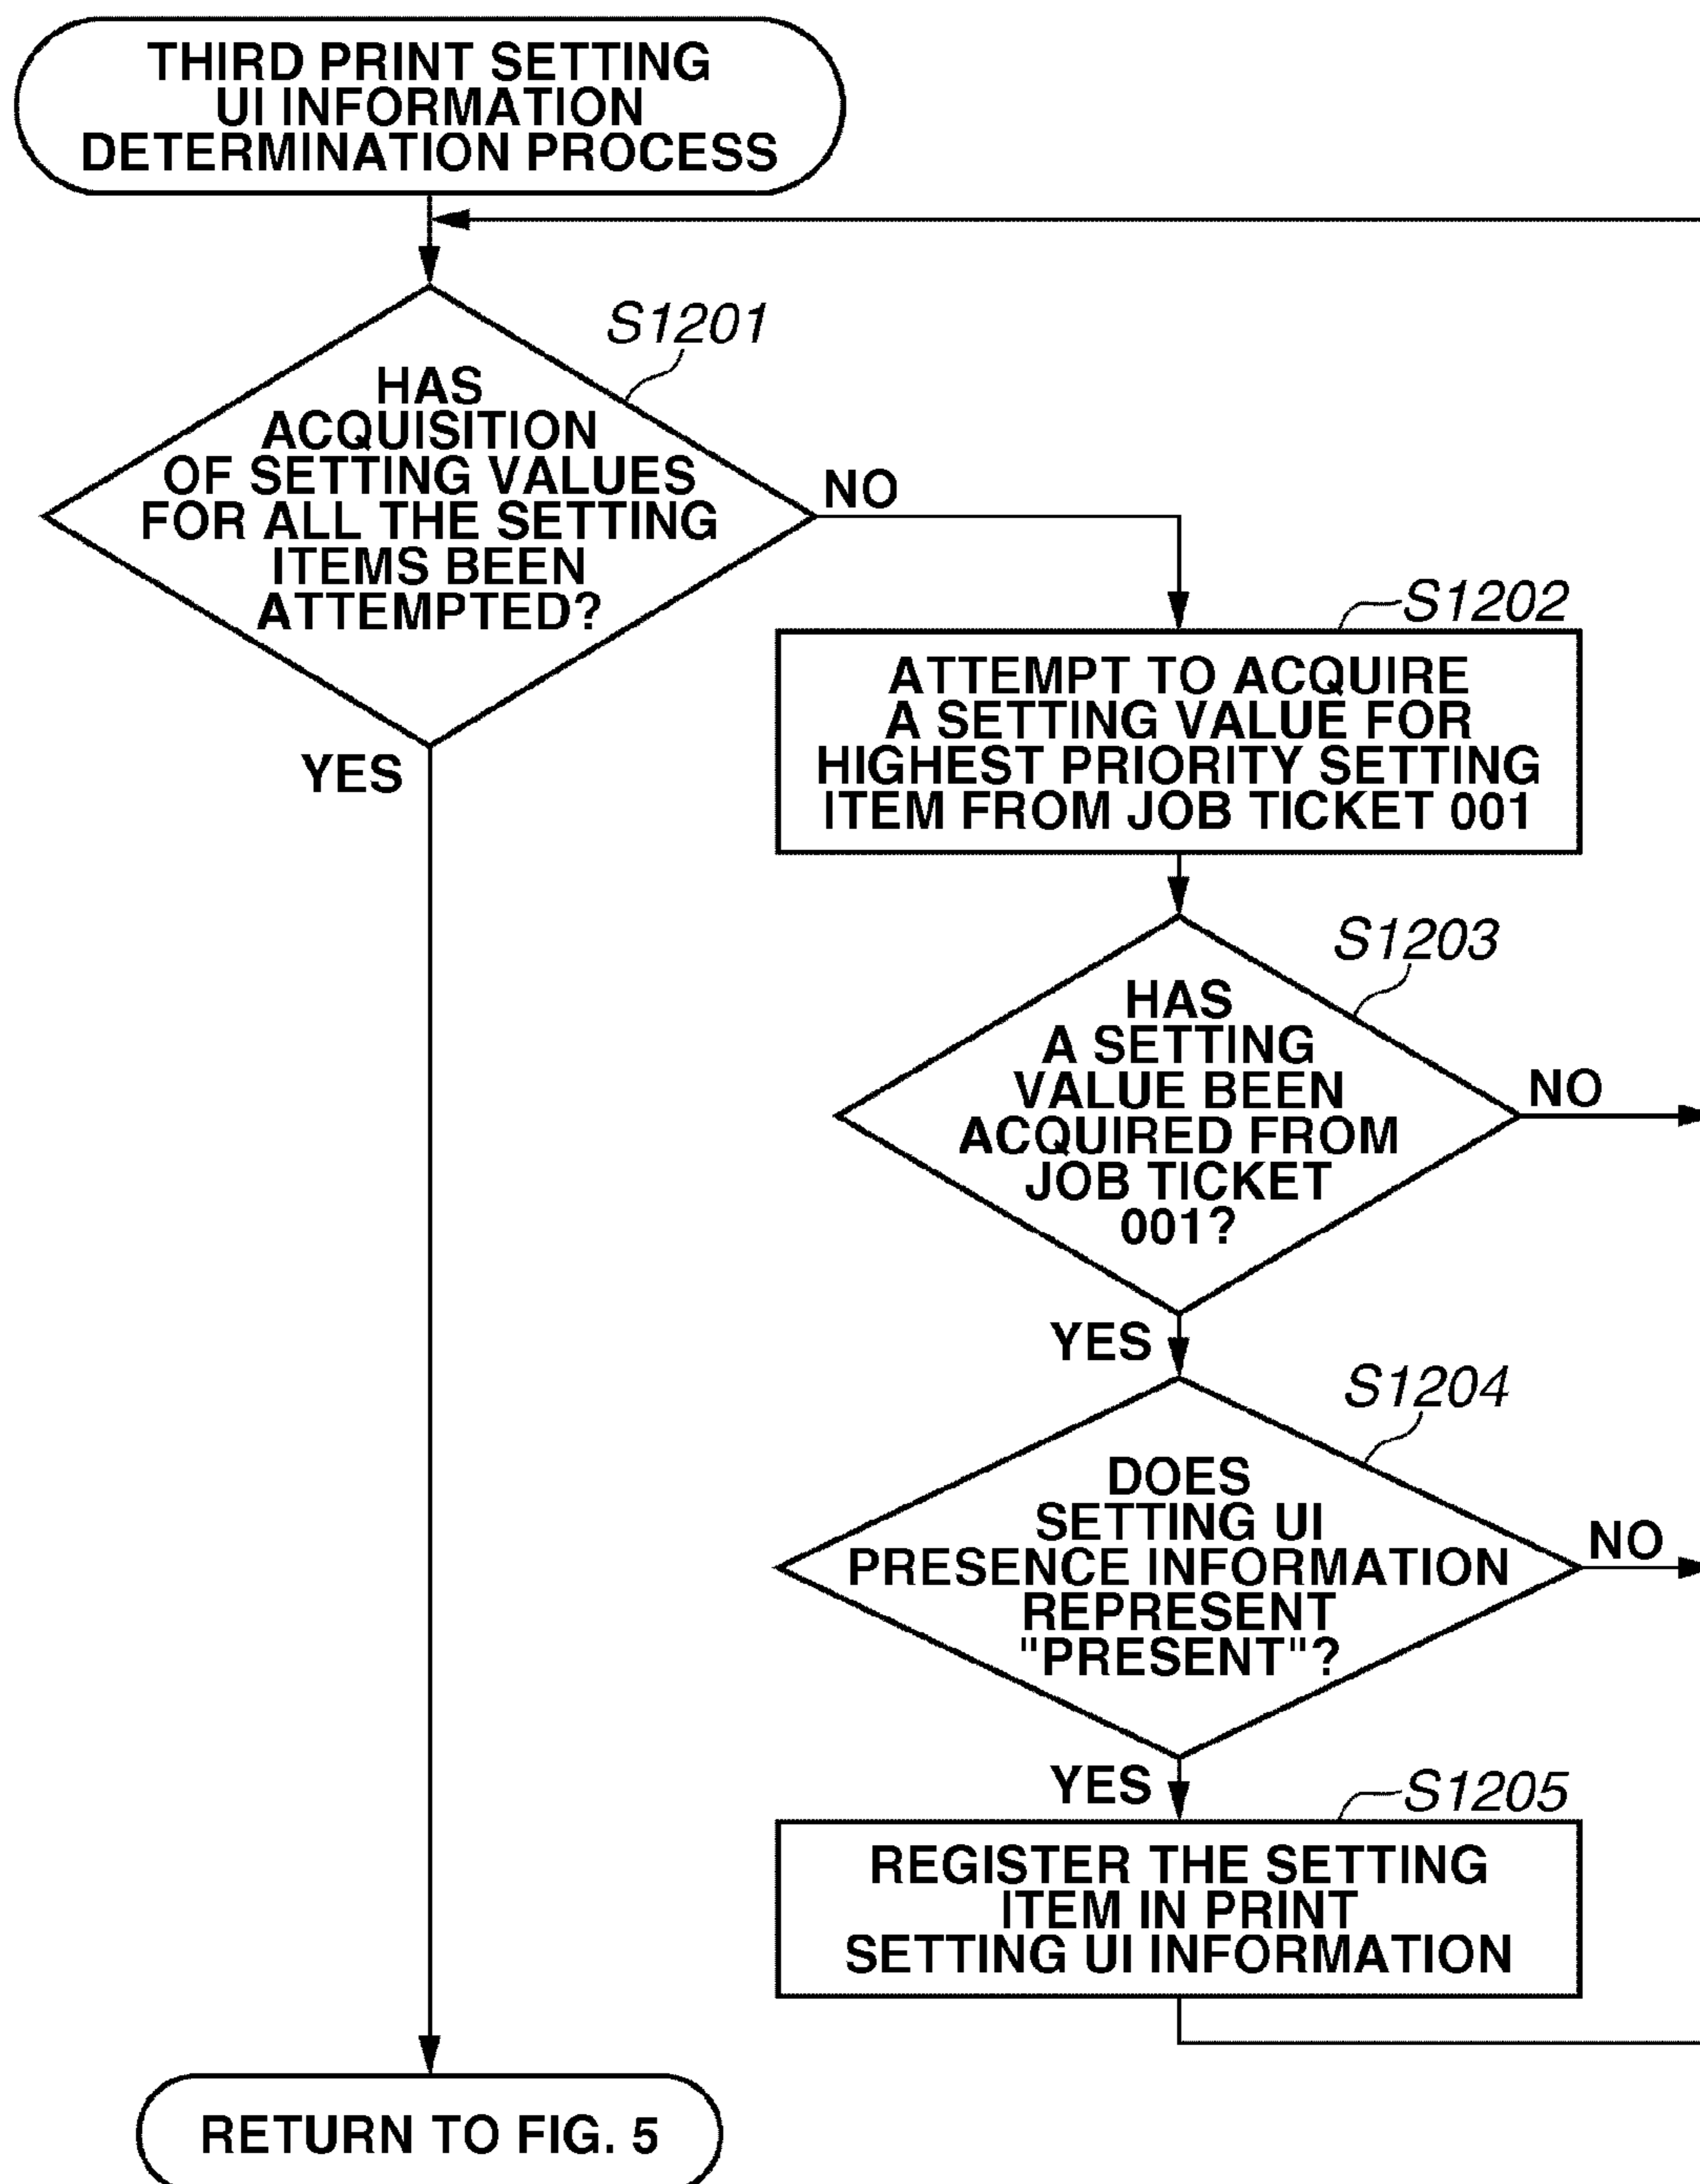 THIRD PRINT SETTING
UI INFORMATION
DETERMINATION PROCESS
S1201
HAS
ACQUISITION
OF SETTING VALUES
FOR ALL THE SETTING
ITEMS BEEN
ATTEMPTED?
NO
YES
S1202
ATTEMPT TO ACQUIRE
A SETTING VALUE FOR
HIGHEST PRIORITY SETTING
ITEM FROM JOB TICKET 001
S1203
HAS
A SETTING
VALUE BEEN
ACQUIRED FROM
JOB TICKET
001?
NO
YES
S1204
DOES
SETTING UI
PRESENCE INFORMATION
REPRESENT
"PRESENT"?
NO
YES
S1205
REGISTER THE SETTING
ITEM IN PRINT
SETTING UI INFORMATION
RETURN TO FIG. 5